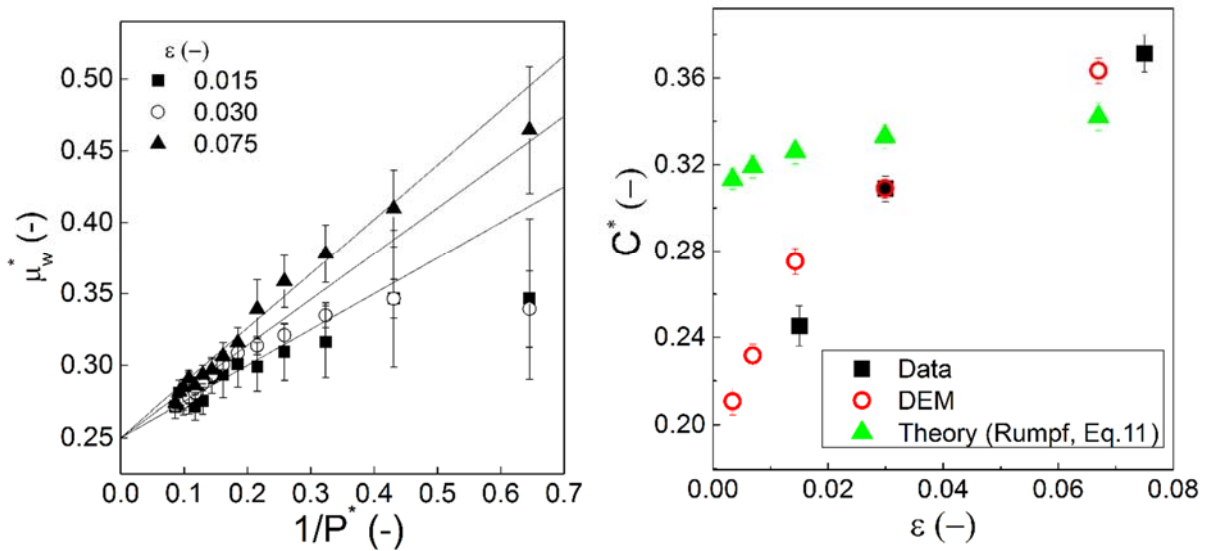 ε (−)
0.015
0.030
0.075
0.50
0.45
0.40
0.35
0.30
0.25
μ*w (-)
0.0 0.1 0.2 0.3 0.4 0.5 0.6 0.7
1/P* (-)
0.36
0.32
0.28
0.24
0.20
C* (−)
Data
DEM
Theory (Rumpf, Eq.11)
0.00 0.02 0.04 0.06 0.08
ε (−)